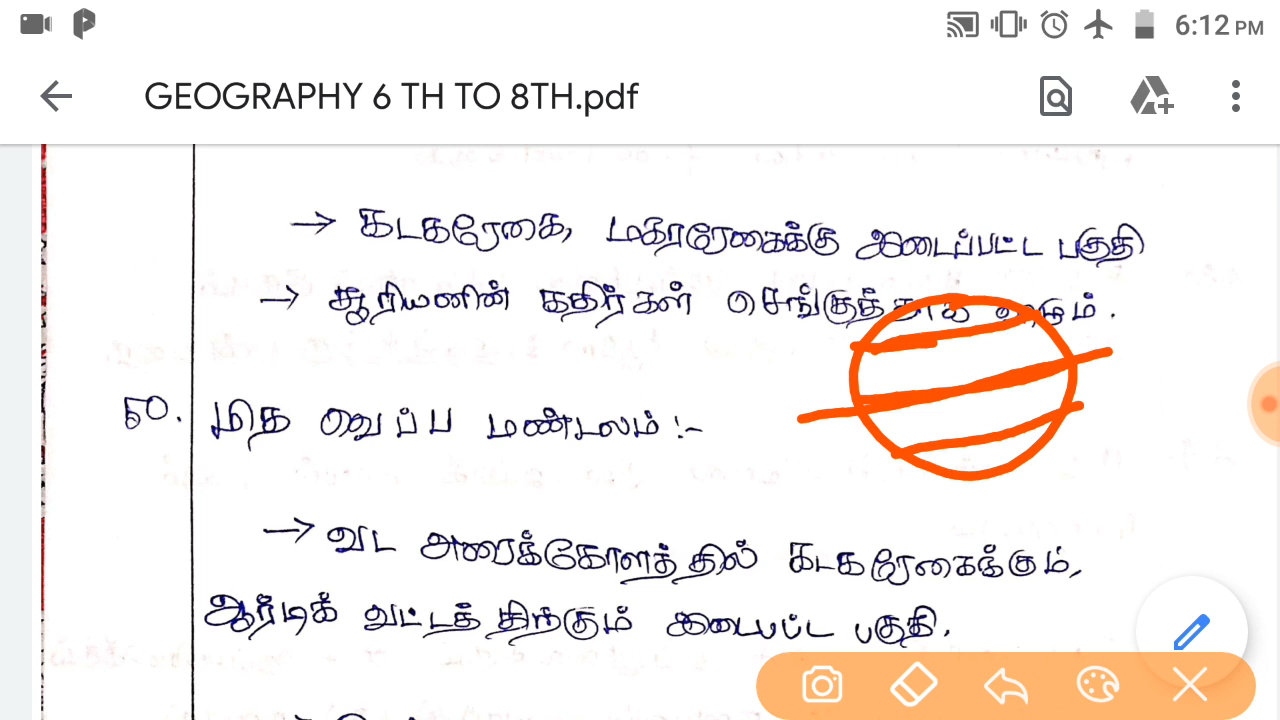 6:12 PM
GEOGRAPHY 6 TH TO 8TH.pdf
→ கடகரேகை, மகரரேகைக்கு இடைப்பட்ட பகுதி
→ சூரியனின் கதிர்கள் செங்குத்தாக விழும்.
50. மித வெப்ப மண்டலம் :-
→ வட அரைக்கோளத்தில் கடகரேகைக்கும்,
ஆர்டிக் வட்டத்திற்கும் இடைபட்ட பகுதி.